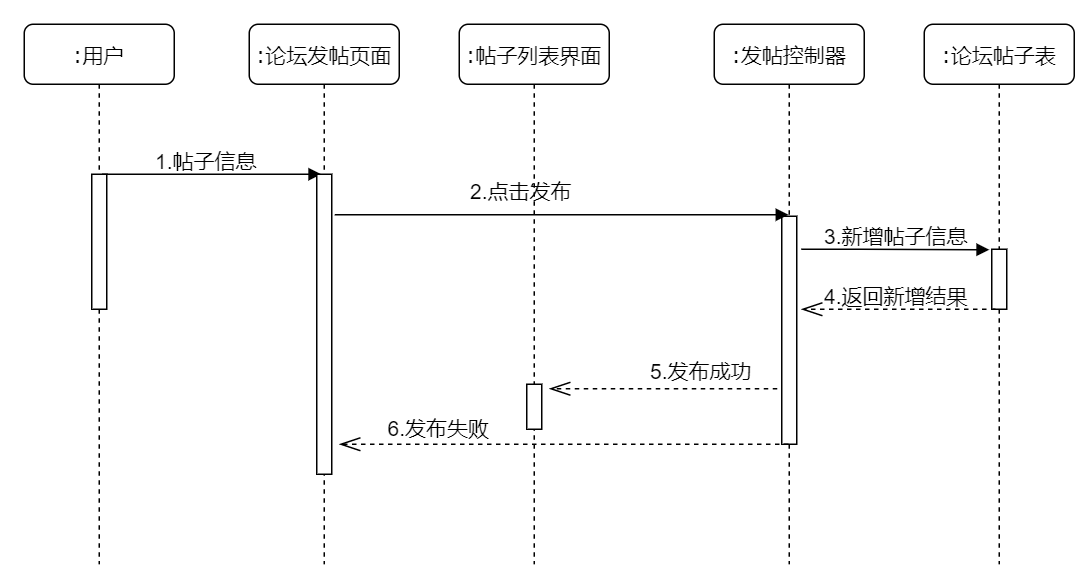 :用户
:论坛发帖页面
:帖子列表界面
:发帖控制器
:论坛帖子表
1.帖子信息
2.点击发布
3.新增帖子信息
4.返回新增结果
5.发布成功
6.发布失败